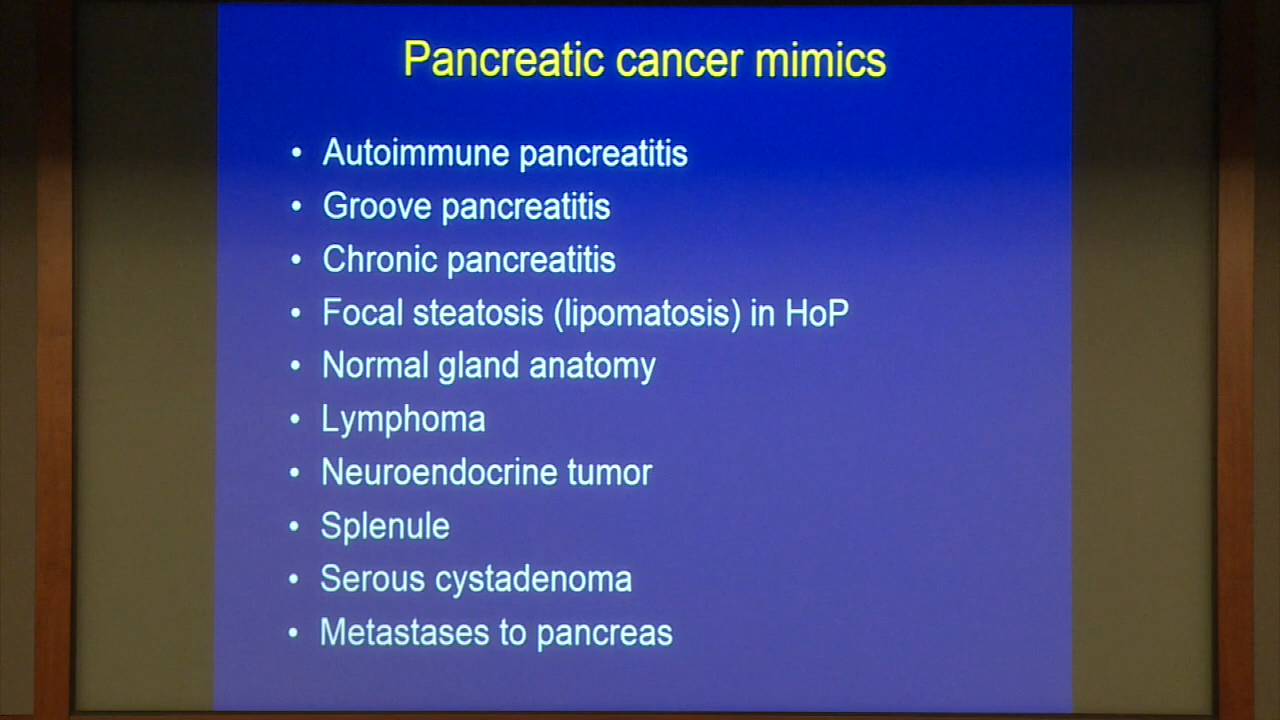 Pancreatic cancer mimics
• Autoimmune pancreatitis
• Groove pancreatitis
• Chronic pancreatitis
• Focal steatosis (lipomatosis) in HoP
• Normal gland anatomy
• Lymphoma
• Neuroendocrine tumor
• Splenule
• Serous cystadenoma
• Metastases to pancreas